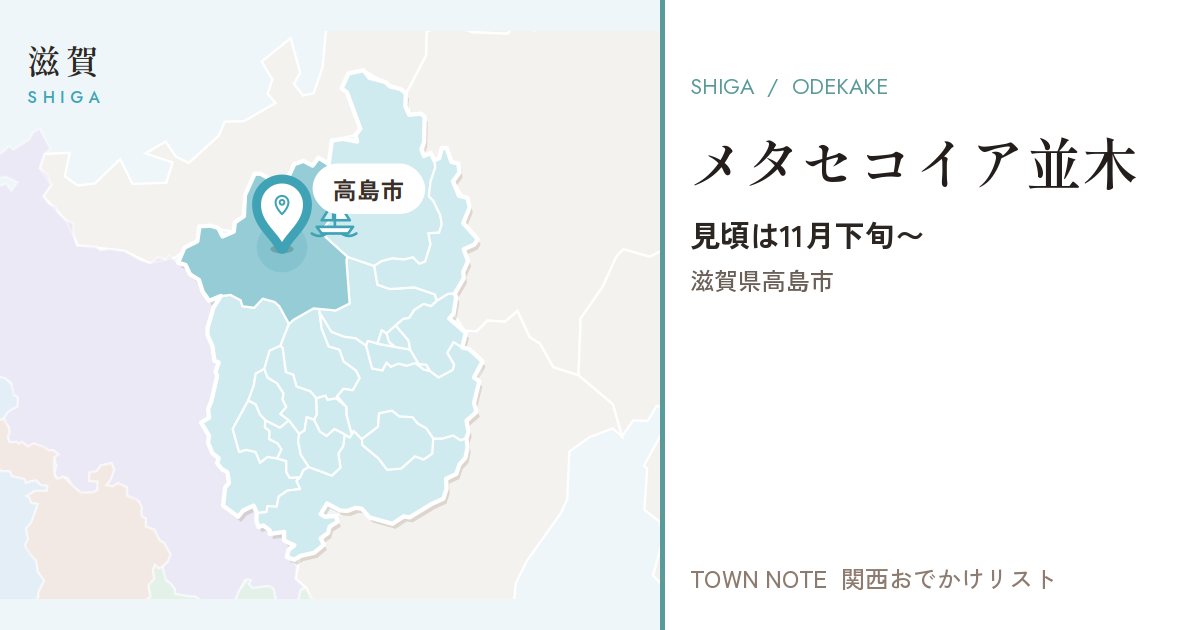 滋賀
SHIGA
高島市
SHIGA / ODEKAKE
メタセコイア並木
見頃は11月下旬〜
滋賀県高島市
TOWN NOTE 関西おでかけリスト